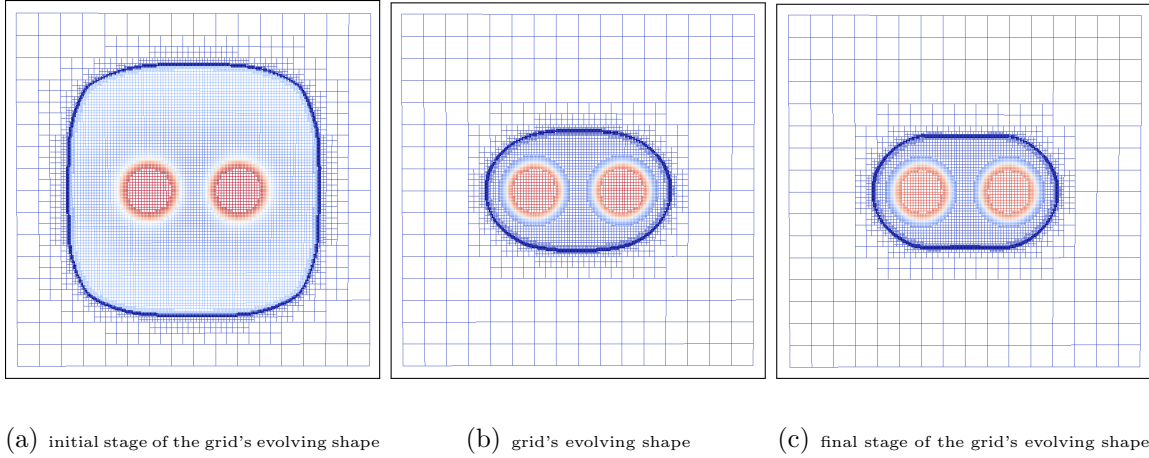 (a) initial stage of the grid's evolving shape
(b) grid's evolving shape
(c) final stage of the grid's evolving shape